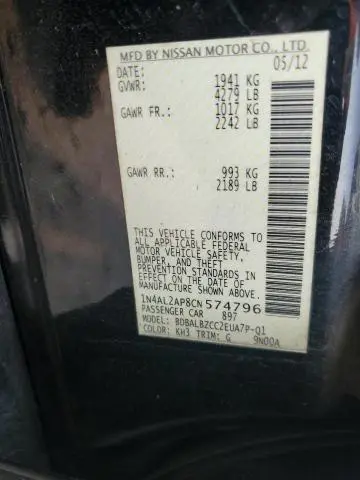 MFD BY NISSAN MOTOR CO., LTD.
DATE: 05/12
GVWR: 1941 KG
4279 LB
GAWR FR.: 1017 KG
2242 LB
GAWR RR.: 993 KG
2189 LB
THIS VEHICLE CONFORMS TO ALL
APPLICABLE FEDERAL MOTOR
VEHICLE SAFETY,
BUMPER, AND THEFT
PREVENTION STANDARDS IN
EFFECT ON THE DATE OF
MANUFACTURE SHOWN ABOVE.
1N4AL2AP8CN574796
PASSENGER CAR 897
MODEL: BDBALBZCC2EUA7P-Q1
COLOR: KH3 TRIM: G 9N00A